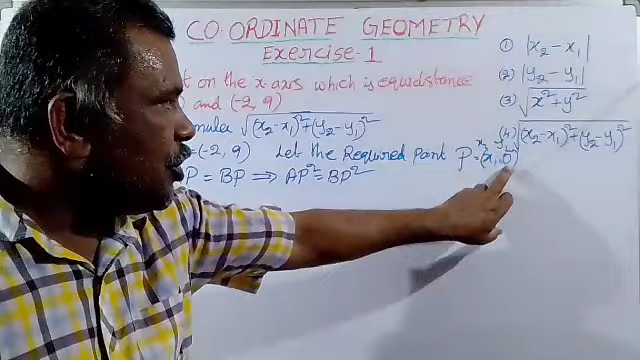 CO-ORDINATE GEOMETRY
Exercise-1
t on the x axis which is equidistance
) and (-2, 9)
mula √(x₂-x₁)²+(y₂-y₁)²
=(-2, 9) Let the Required Point P=(x, 0)
x₂ y₂
P = BP ⟹ AP²=BP²
① |x₂-x₁|
(2) |y₂-y₁|
(3) √x²+y²
(4) √(x₂-x₁)²+(y₂-y₁)²